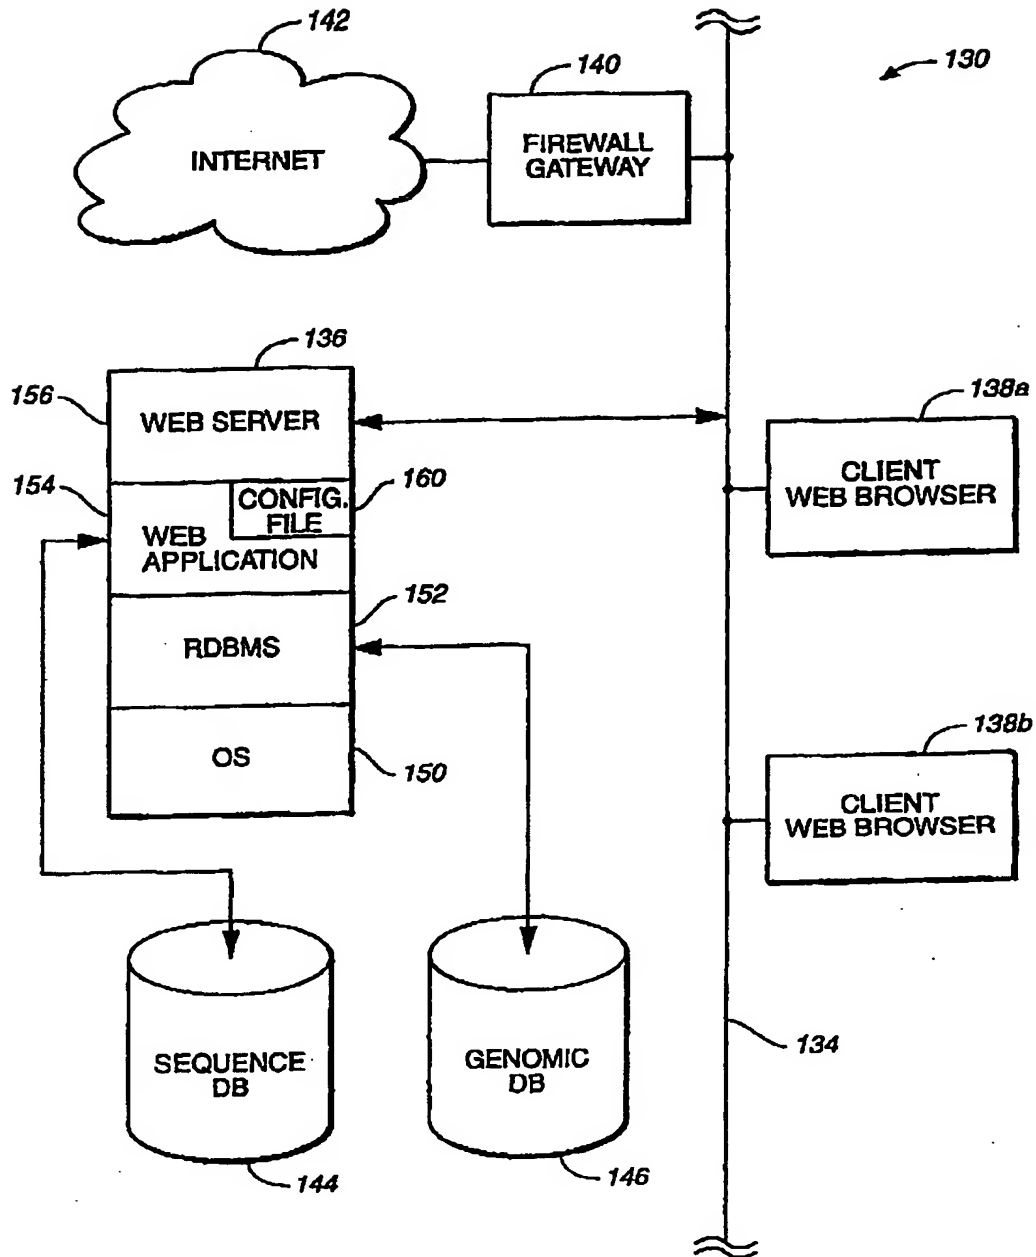 142
140
130
INTERNET
FIREWALL
GATEWAY
136
156
WEB SERVER
138a
CLIENT
WEB BROWSER
154
CONFIG.
FILE
160
WEB
APPLICATION
152
RDBMS
138b
OS
150
CLIENT
WEB BROWSER
134
SEQUENCE
DB
GENOMIC
DB
144
146